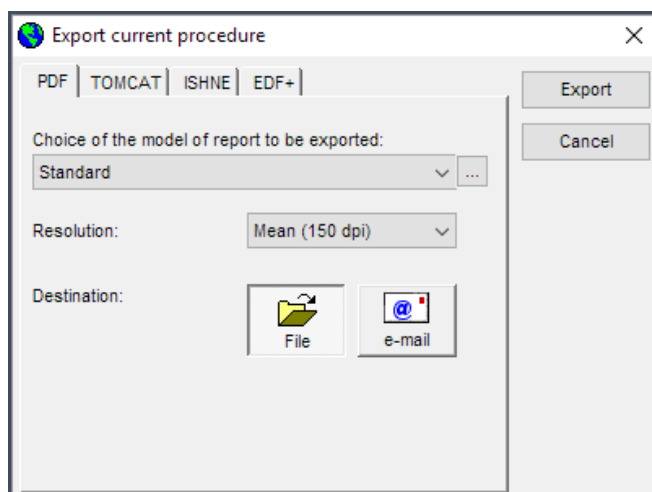 Export current procedure
PDF TOMCAT ISHNE EDF+
Export
Choice of the model of report to be exported:
Cancel
Standard
...
Resolution: Mean (150 dpi)
Destination:
@
File e-mail